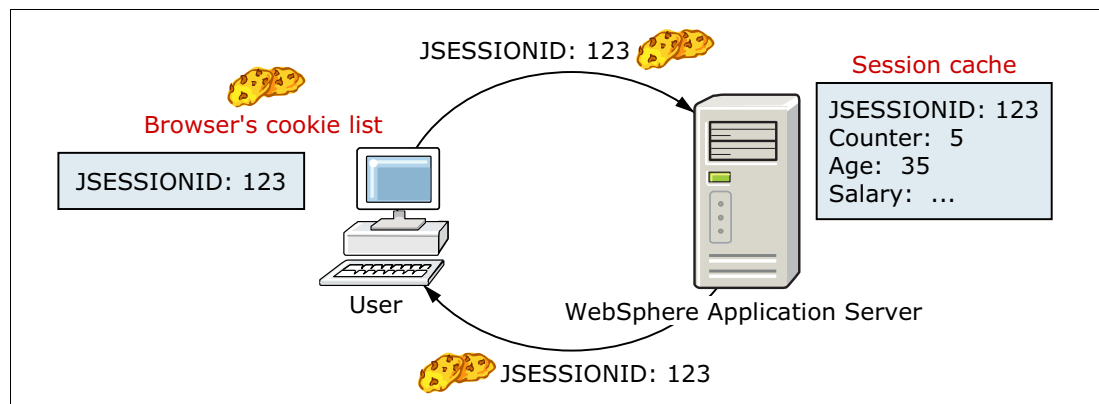 JSESSIONID: 123
Session cache
JSESSIONID: 123
Counter: 5
Age: 35
Salary: ...
Browser's cookie list
JSESSIONID: 123
User
WebSphere Application Server
JSESSIONID: 123